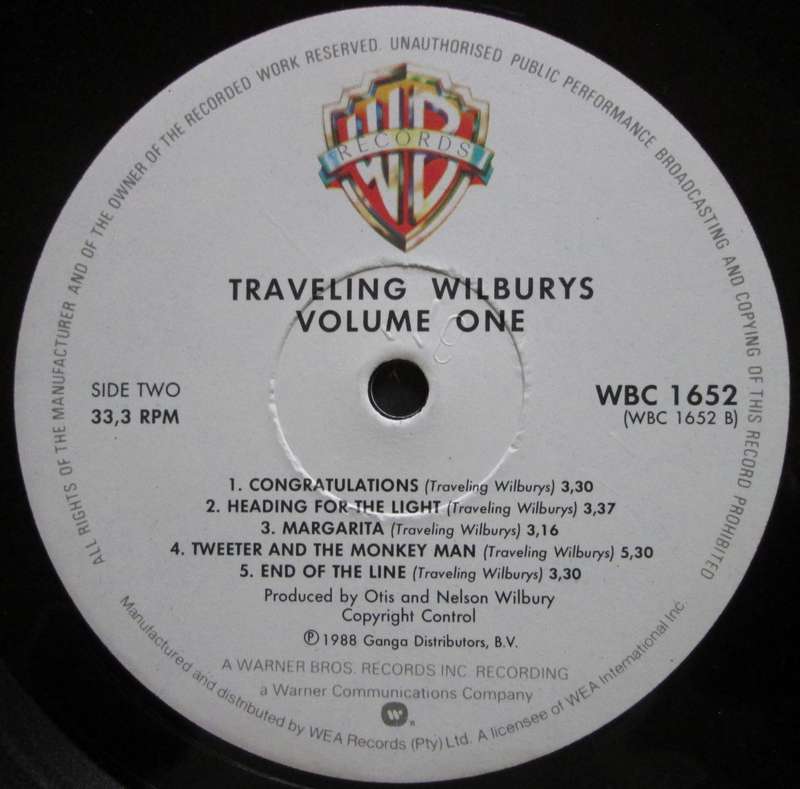 ALL RIGHTS OF THE MANUFACTURER AND OF THE OWNER OF THE RECORDED WORK RESERVED. UNAUTHORISED PUBLIC PERFORMANCE BROADCASTING AND COPYING OF THIS RECORD PROHIBITED
WB
RECORDS
TRAVELING WILBURYS
VOLUME ONE
SIDE TWO
33,3 RPM
WBC 1652
(WBC 1652 B)
1. CONGRATULATIONS (Traveling Wilburys) 3,30
2. HEADING FOR THE LIGHT (Traveling Wilburys) 3,37
3. MARGARITA (Traveling Wilburys) 3,16
4. TWEETER AND THE MONKEY MAN (Traveling Wilburys) 5,30
5. END OF THE LINE (Traveling Wilburys) 3,30
Produced by Otis and Nelson Wilbury
Copyright Control
℗ 1988 Ganga Distributors, B.V.
A WARNER BROS. RECORDS INC. RECORDING
a Warner Communications Company
Manufactured and distributed by WEA Records (Pty) Ltd. A licensee of WEA International Inc.